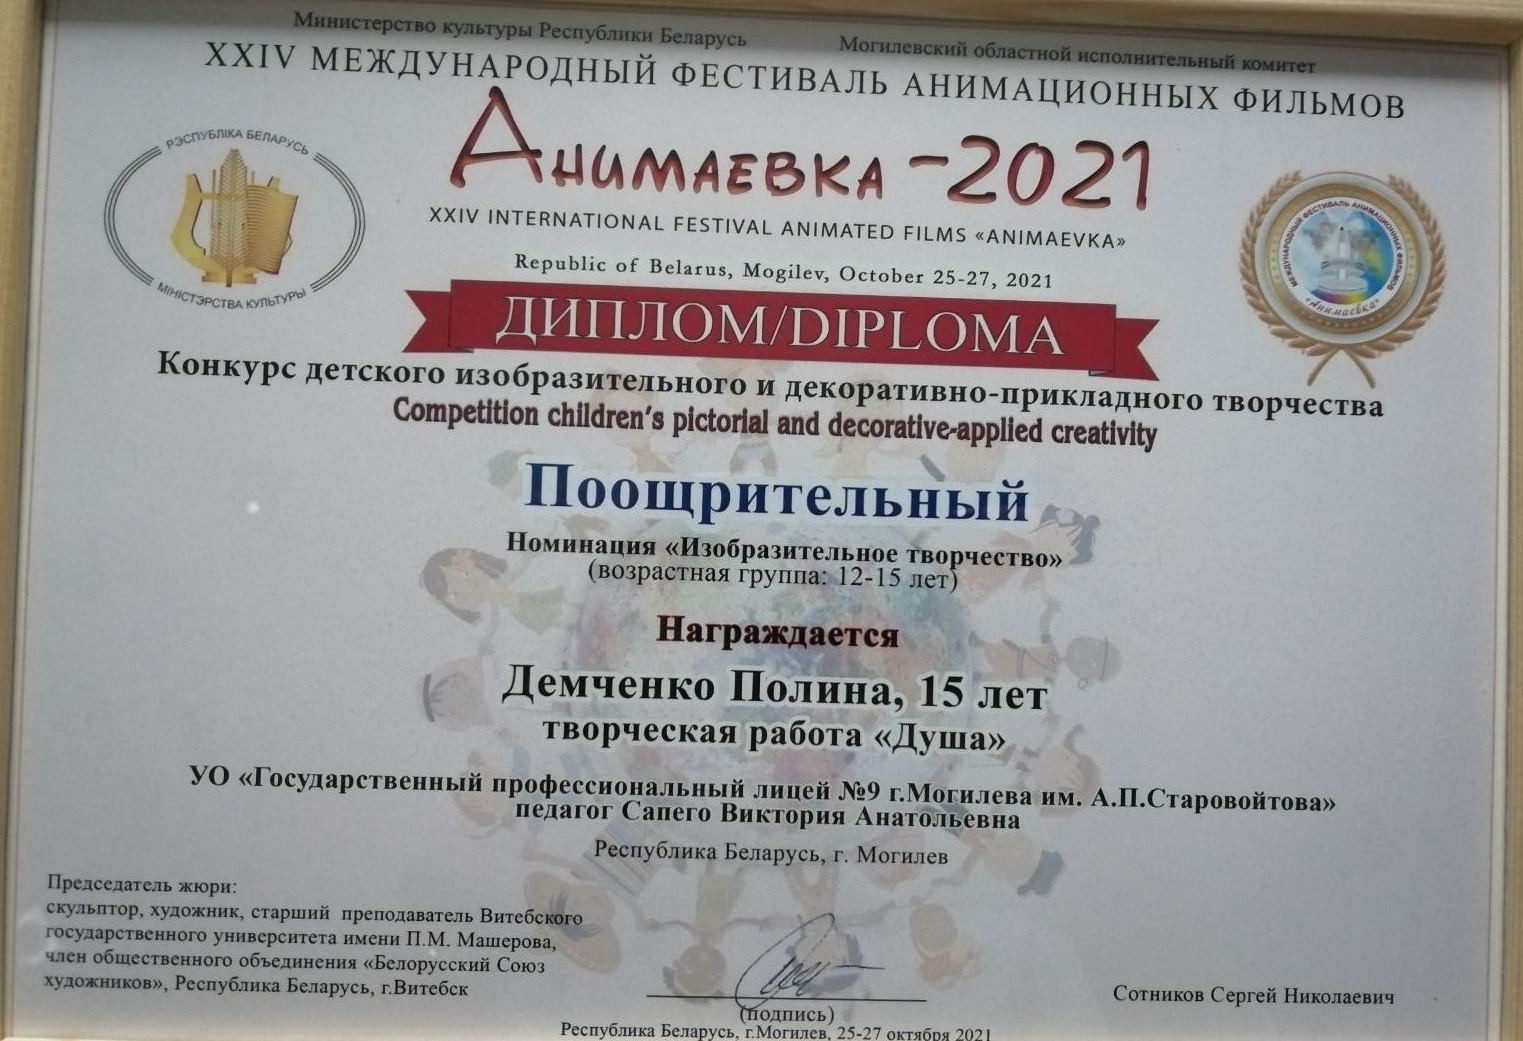 Министерство культуры Республики Беларусь
Могилевский областной исполнительный комитет
XXIV МЕЖДУНАРОДНЫЙ ФЕСТИВАЛЬ АНИМАЦИОННЫХ ФИЛЬМОВ
РЭСПУБЛІКА БЕЛАРУСЬ
МІНІСТЭРСТВА КУЛЬТУРЫ
Анимаевка-2021
XXIV INTERNATIONAL FESTIVAL ANIMATED FILMS «ANIMAEVKA»
МЕЖДУНАРОДНЫЙ ФЕСТИВАЛЬ АНИМАЦИОННЫХ ФИЛЬМОВ
«Анимаевка»
Republic of Belarus, Mogilev, October 25-27, 2021
ДИПЛОМ/DIPLOMA
Конкурс детского изобразительного и декоративно-прикладного творчества
Competition children's pictorial and decorative-applied creativity
Поощрительный
Номинация «Изобразительное творчество»
(возрастная группа: 12-15 лет)
Награждается
Демченко Полина, 15 лет
творческая работа «Душа»
УО «Государственный профессиональный лицей №9 г.Могилева им. А.П.Старовойтова»
педагог Сапего Виктория Анатольевна
Республика Беларусь, г. Могилев
Председатель жюри:
скульптор, художник, старший преподаватель Витебского
государственного университета имени П.М. Машерова,
член общественного объединения «Белорусский Союз
художников», Республика Беларусь, г.Витебск
(подпись)
Сотников Сергей Николаевич
Республика Беларусь, г.Могилев, 25-27 октября 2021